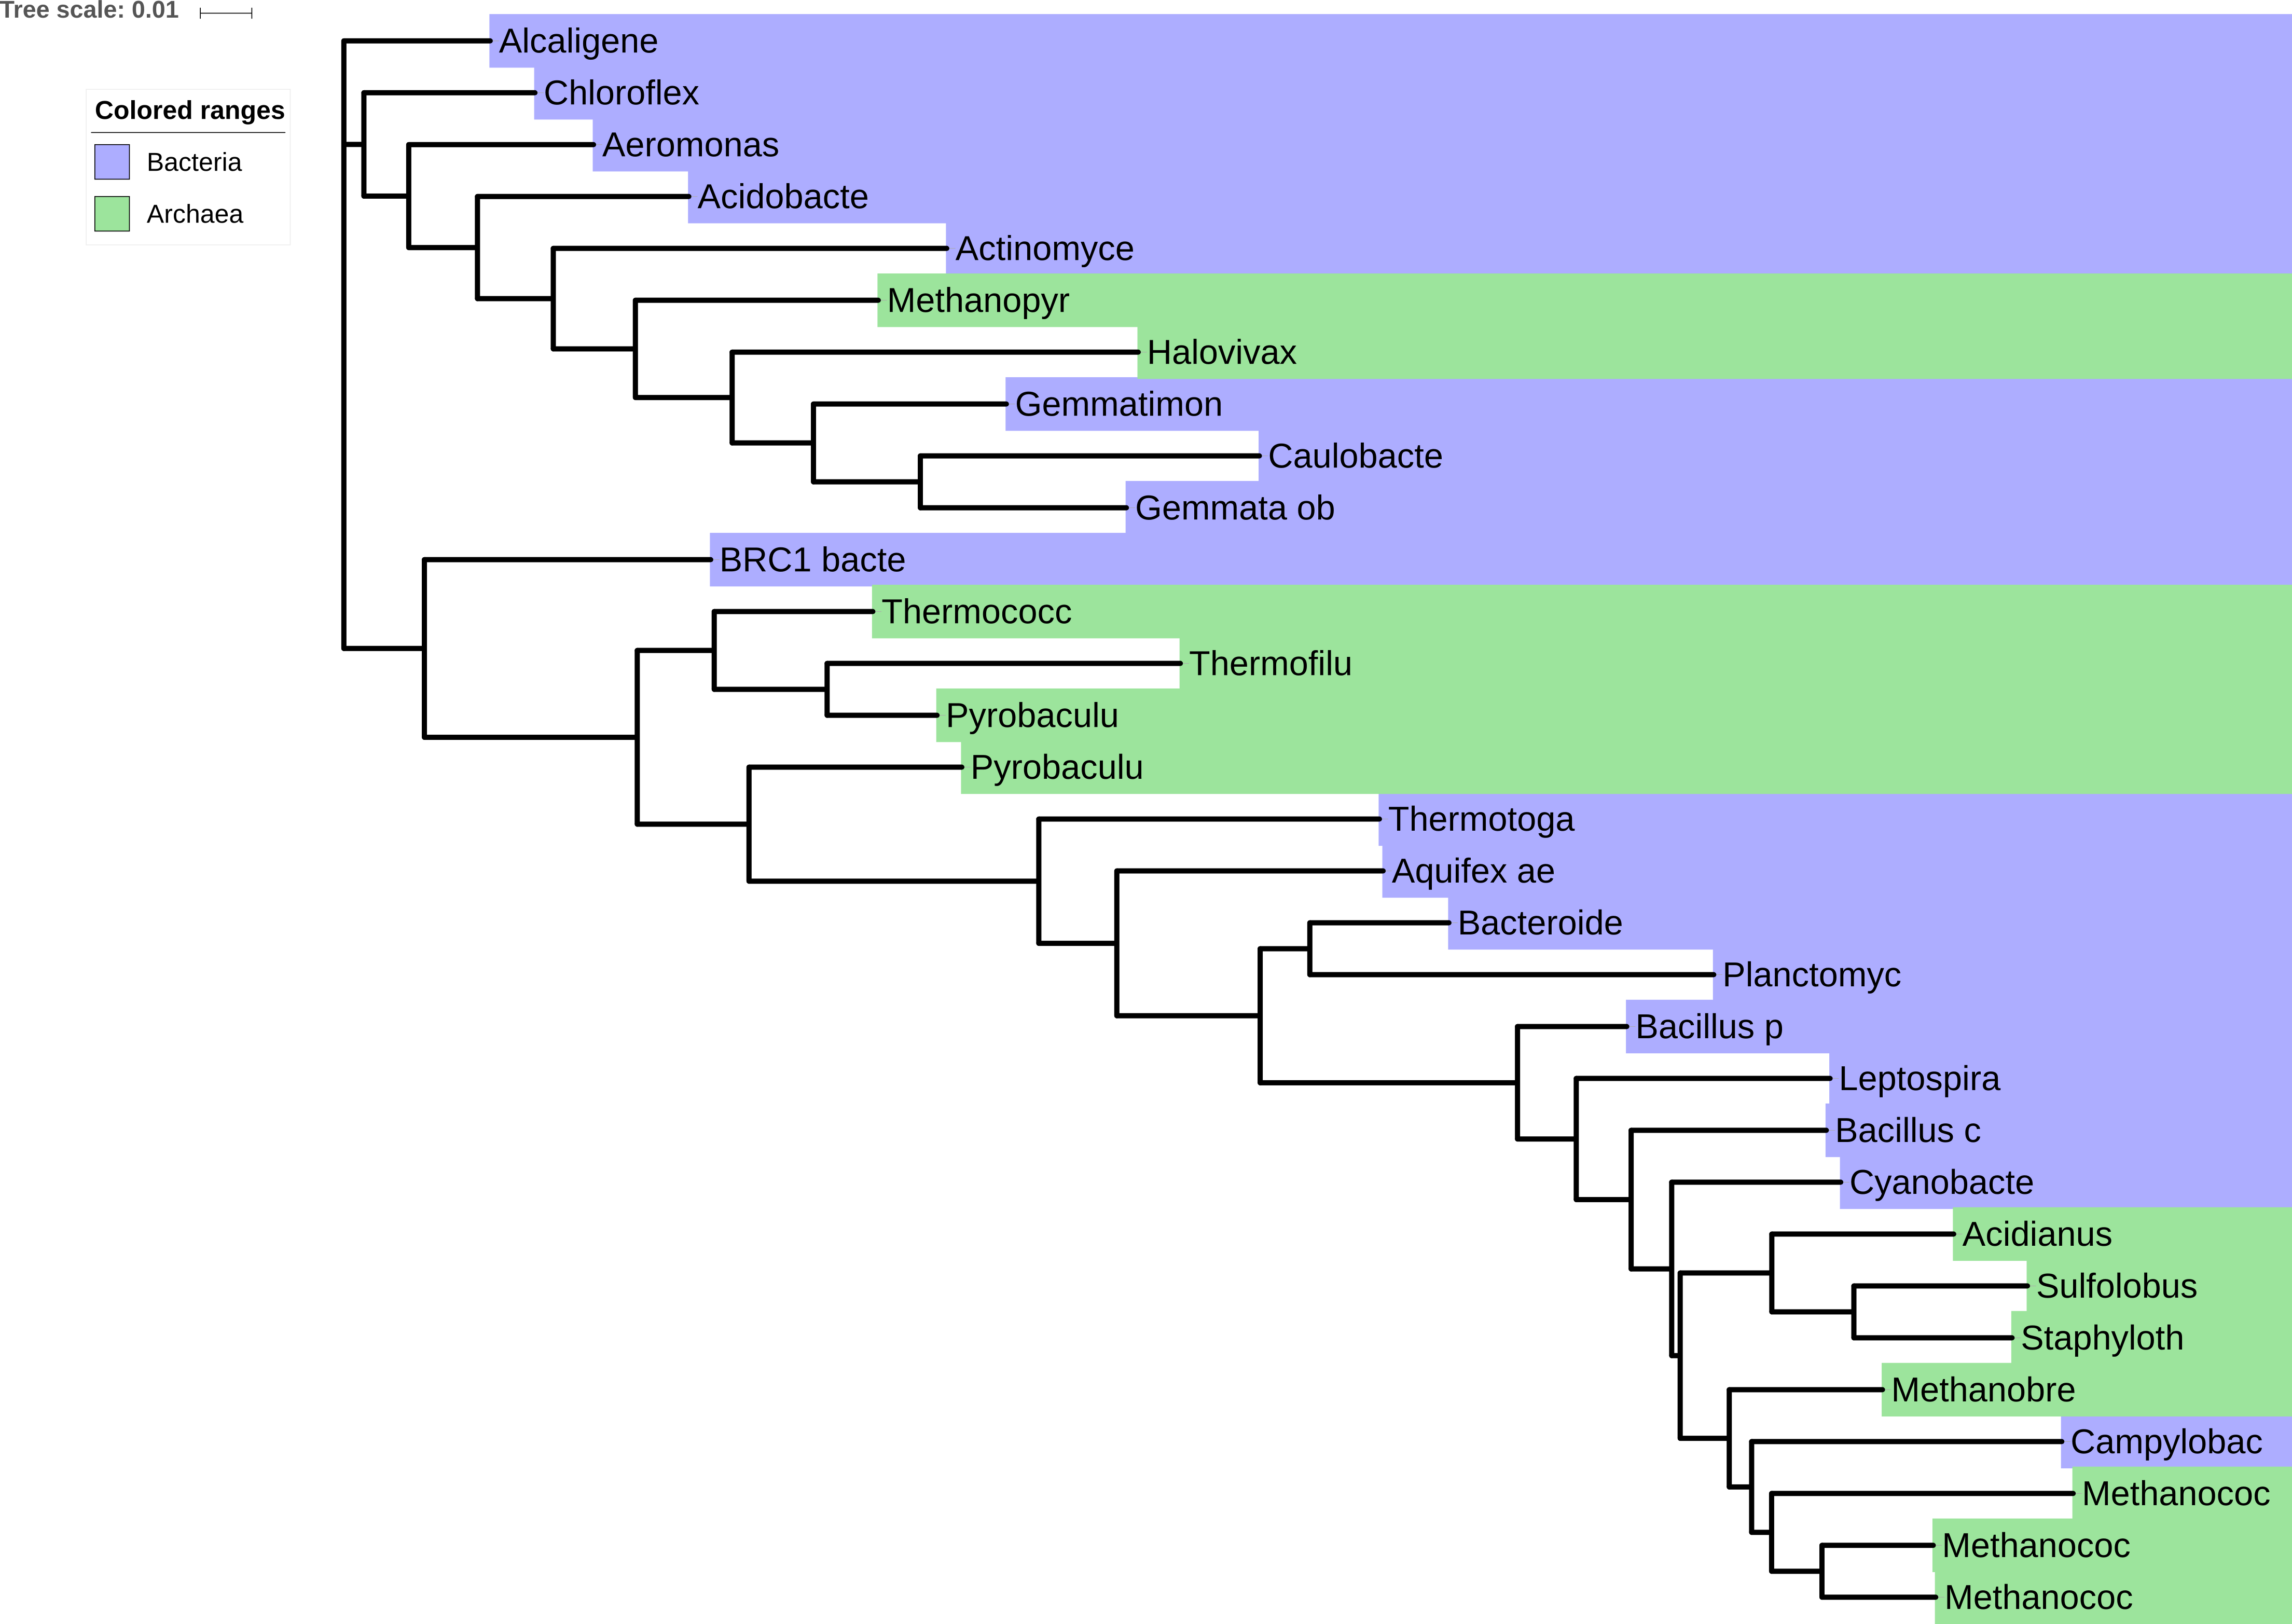 Tree scale: 0.01
Colored ranges
Bacteria
Archaea
Alcaligene
Chloroflex
Aeromonas
Acidobacte
Actinomyce
Methanopyr
Halovivax
Gemmatimon
Caulobacte
Gemmata ob
BRC1 bacte
Thermococc
Thermofilu
Pyrobaculu
Pyrobaculu
Thermotoga
Aquifex ae
Bacteroide
Planctomyc
Bacillus p
Leptospira
Bacillus c
Cyanobacte
Acidianus
Sulfolobus
Staphyloth
Methanobre
Campylobac
Methanococ
Methanococ
Methanococ